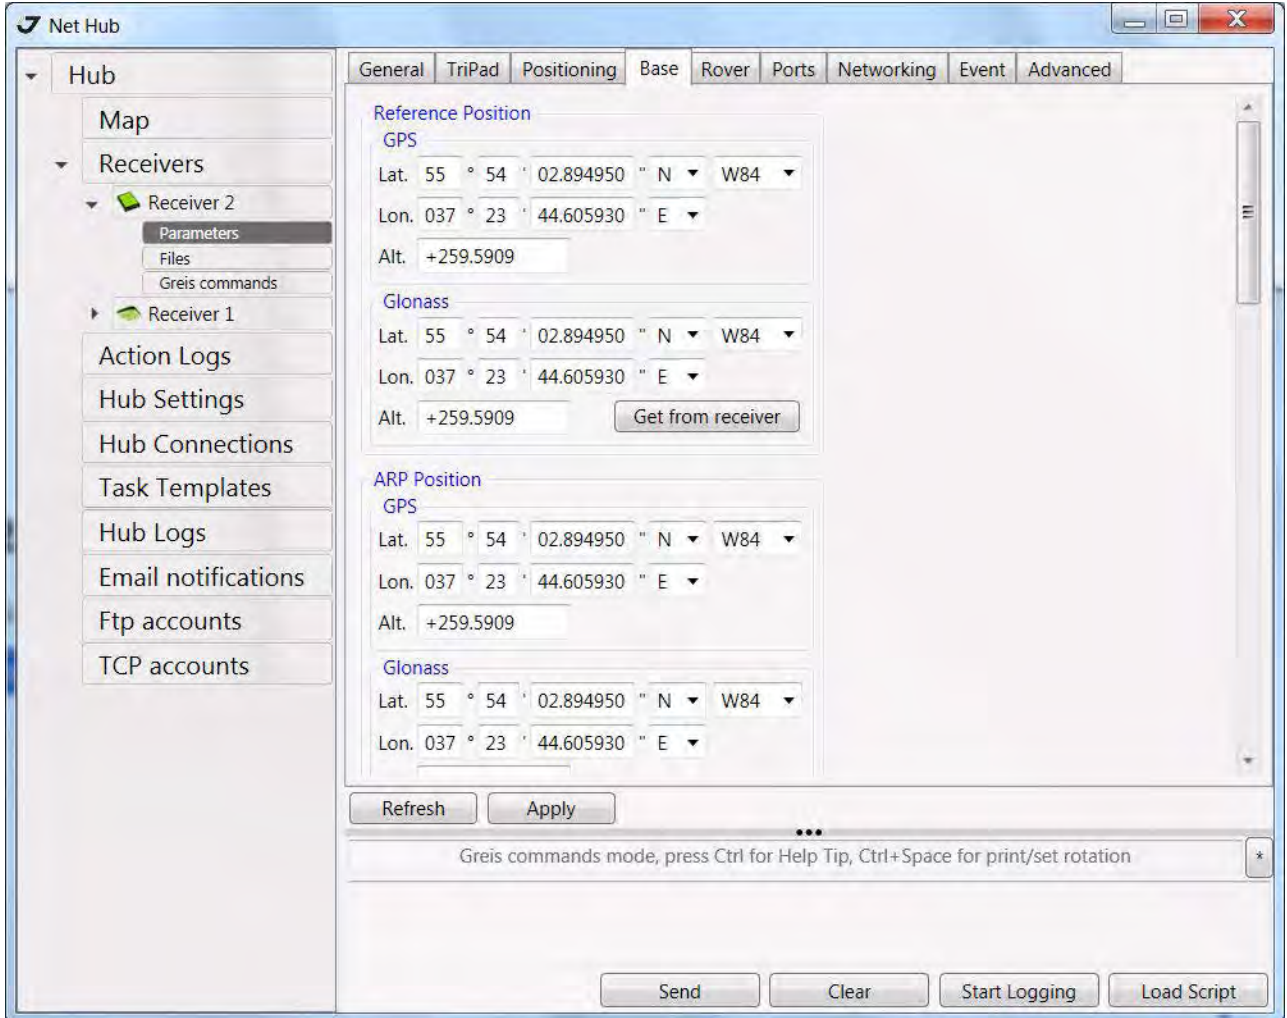 Net Hub
Hub
Map
Receivers
Receiver 2
Parameters
Files
Greis commands
Receiver 1
Action Logs
Hub Settings
Hub Connections
Task Templates
Hub Logs
Email notifications
Ftp accounts
TCP accounts
General TriPad Positioning Base Rover Ports Networking Event Advanced
Reference Position
GPS
Lat. 55 ° 54 ' 02.894950 " N W84
Lon. 037 ° 23 ' 44.605930 " E
Alt. +259.5909
Glonass
Lat. 55 ° 54 ' 02.894950 " N W84
Lon. 037 ° 23 ' 44.605930 " E
Alt. +259.5909 Get from receiver
ARP Position
GPS
Lat. 55 ° 54 ' 02.894950 " N W84
Lon. 037 ° 23 ' 44.605930 " E
Alt. +259.5909
Glonass
Lat. 55 ° 54 ' 02.894950 " N W84
Lon. 037 ° 23 ' 44.605930 " E
Refresh Apply
Greis commands mode, press Ctrl for Help Tip, Ctrl+Space for print/set rotation *
Send Clear Start Logging Load Script